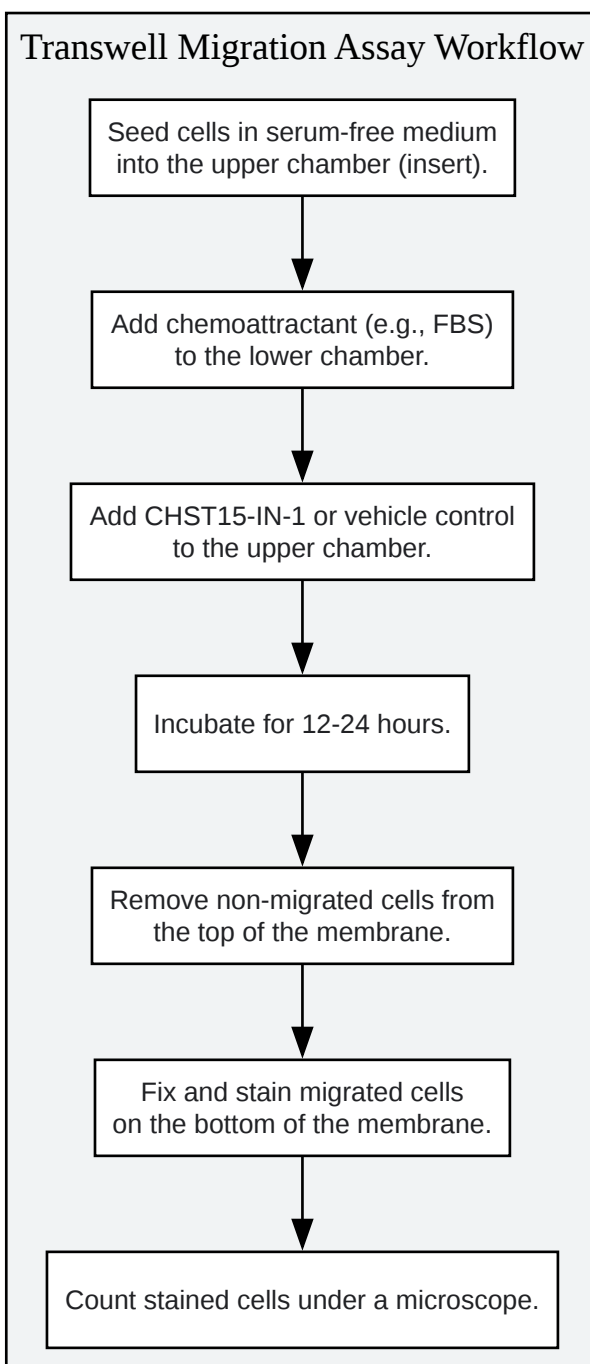 Transwell Migration Assay Workflow
Seed cells in serum-free medium
into the upper chamber (insert).
Add chemoattractant (e.g., FBS)
to the lower chamber.
Add CHST15-IN-1 or vehicle control
to the upper chamber.
Incubate for 12-24 hours.
Remove non-migrated cells from
the top of the membrane.
Fix and stain migrated cells
on the bottom of the membrane.
Count stained cells under a microscope.